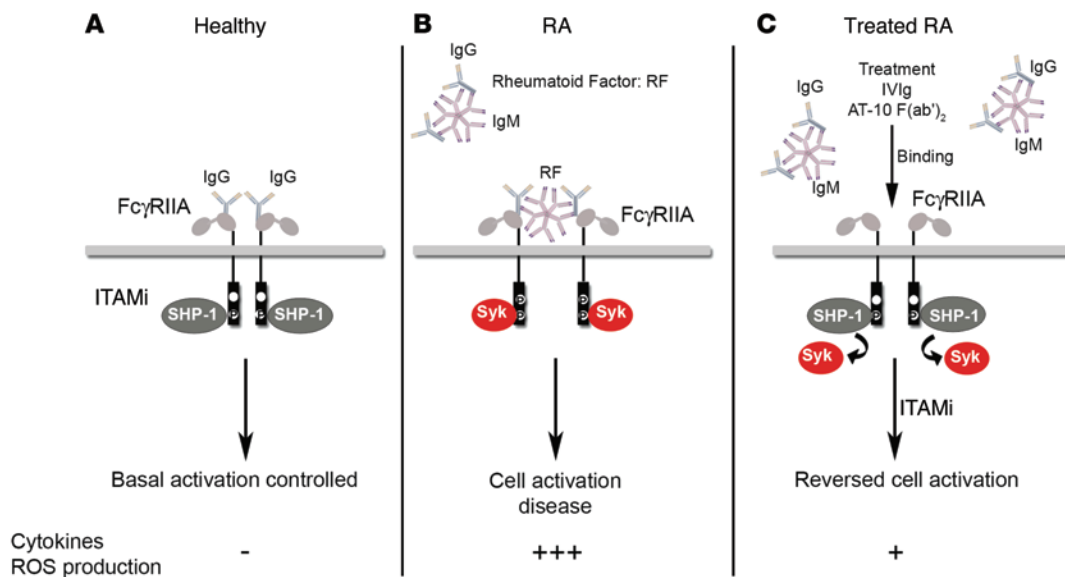 A
Healthy
IgG
IgG
FcγRIIA
ITAMi
SHP-1
P
P
SHP-1
Basal activation controlled
Cytokines
ROS production
-
B
RA
IgG
Rheumatoid Factor: RF
IgM
RF
FcγRIIA
Syk
P
P
P
P
Syk
Cell activation
disease
+++
C
Treated RA
IgG
IgM
Treatment
IVIg
AT-10 F(ab')₂
Binding
IgG
IgM
FcγRIIA
SHP-1
P
P
SHP-1
Syk
Syk
ITAMi
Reversed cell activation
+